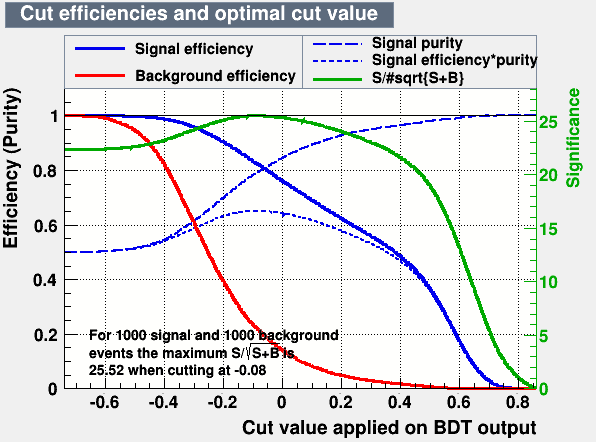 Cut efficiencies and optimal cut value
Signal efficiency
Background efficiency
Signal purity
Signal efficiency*purity
S/#sqrt{S+B}
Efficiency (Purity)
1
0.8
0.6
0.4
0.2
0
25
20
15
10
5
0
Significance
For 1000 signal and 1000 background
events the maximum S/√S+B is
25.52 when cutting at -0.08
-0.6 -0.4 -0.2 0 0.2 0.4 0.6 0.8
Cut value applied on BDT output